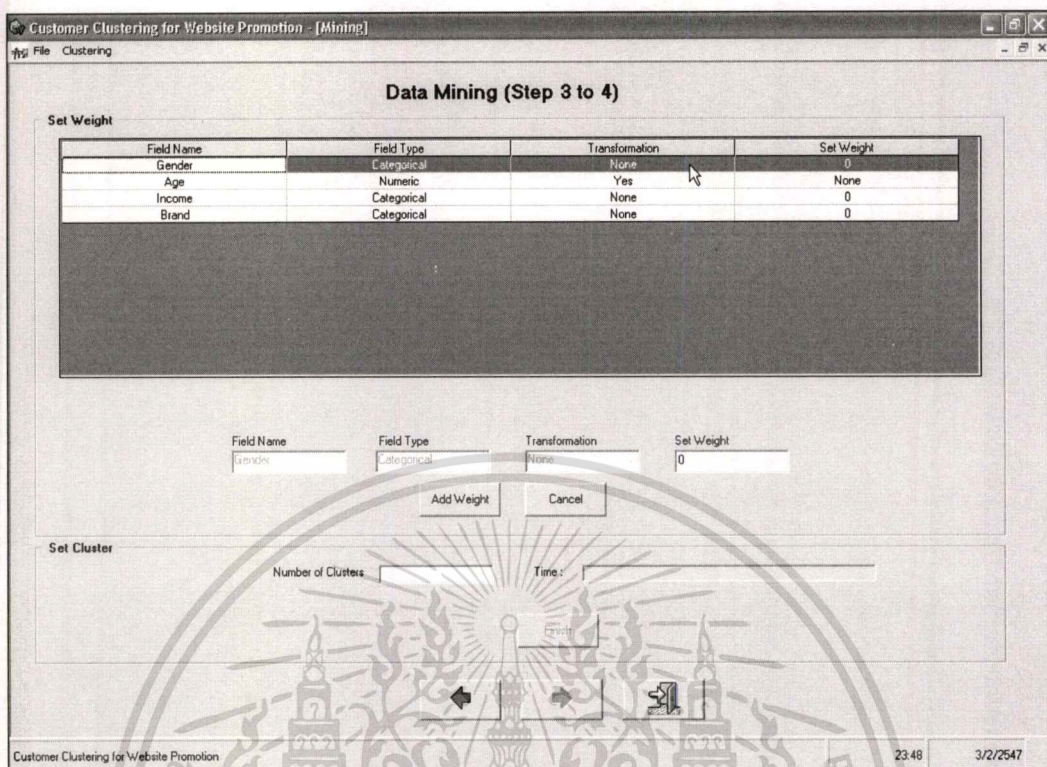 Customer Clustering for Website Promotion - [Mining]
File Clustering
Data Mining (Step 3 to 4)
Set Weight
Field Name Field Type Transformation Set Weight
Gender Categorical None 0
Age Numeric Yes None
Income Categorical None 0
Brand Categorical None 0
Field Name Field Type Transformation Set Weight
Gender Categorical None 0
Add Weight Cancel
Set Cluster
Number of Clusters Time :
Finish
Customer Clustering for Website Promotion 23:48 3/2/2547